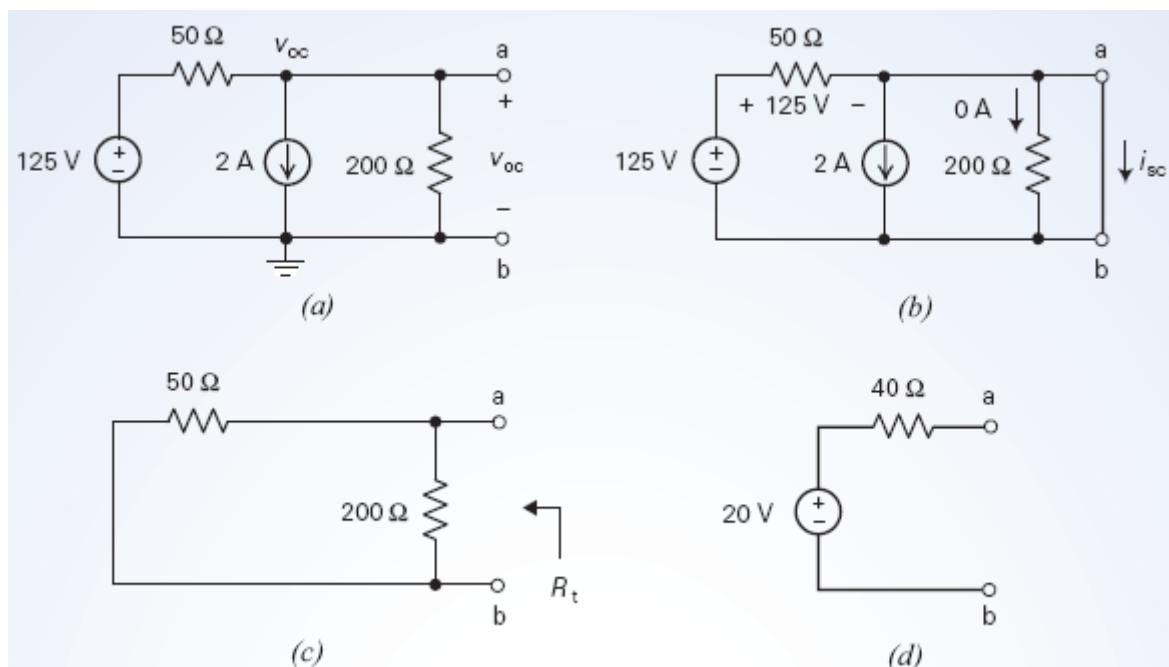 50 Ω
v_oc
a
+
125 V
+
−
2 A
200 Ω
v_oc
−
b
(a)
50 Ω
a
+ 125 V −
0 A
125 V
+
−
2 A
200 Ω
i_sc
b
(b)
50 Ω
a
200 Ω
R_t
b
(c)
40 Ω
a
20 V
+
−
b
(d)